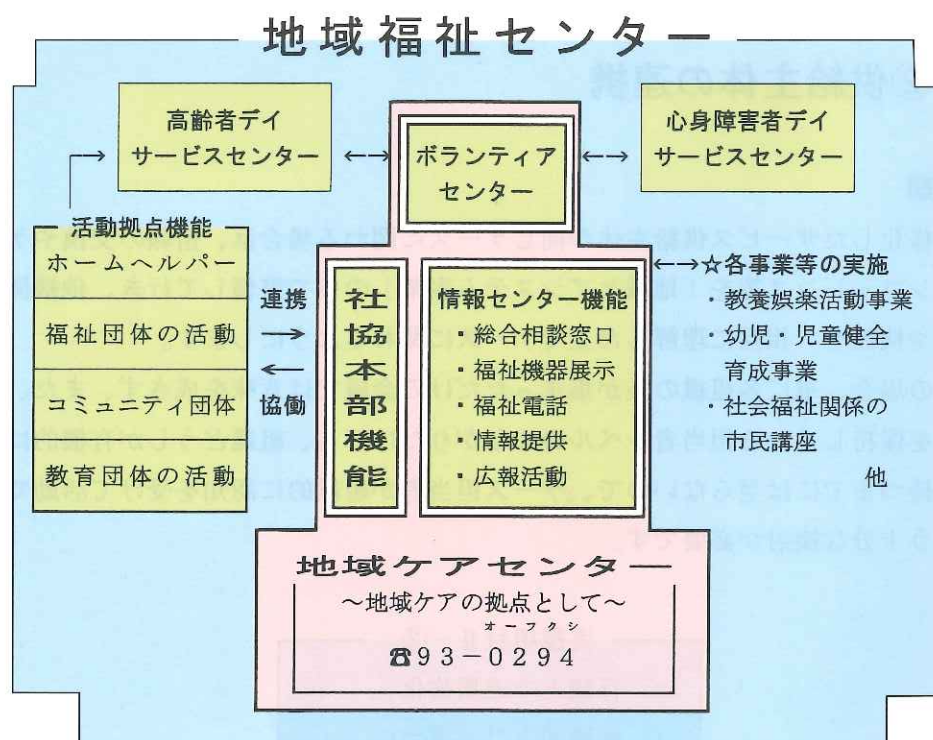 地域福祉センター
高齢者デイ
サービスセンター
ボランティア
センター
心身障害者デイ
サービスセンター
活動拠点機能
ホームヘルパー
福祉団体の活動
コミュニティ団体
教育団体の活動
連携
協働
社協本部機能
情報センター機能
・総合相談窓口
・福祉機器展示
・福祉電話
・情報提供
・広報活動
☆各事業等の実施
・教養娯楽活動事業
・幼児・児童健全
育成事業
・社会福祉関係の
市民講座
他
地域ケアセンター
〜地域ケアの拠点として〜
オーフクシ
☎93−0294